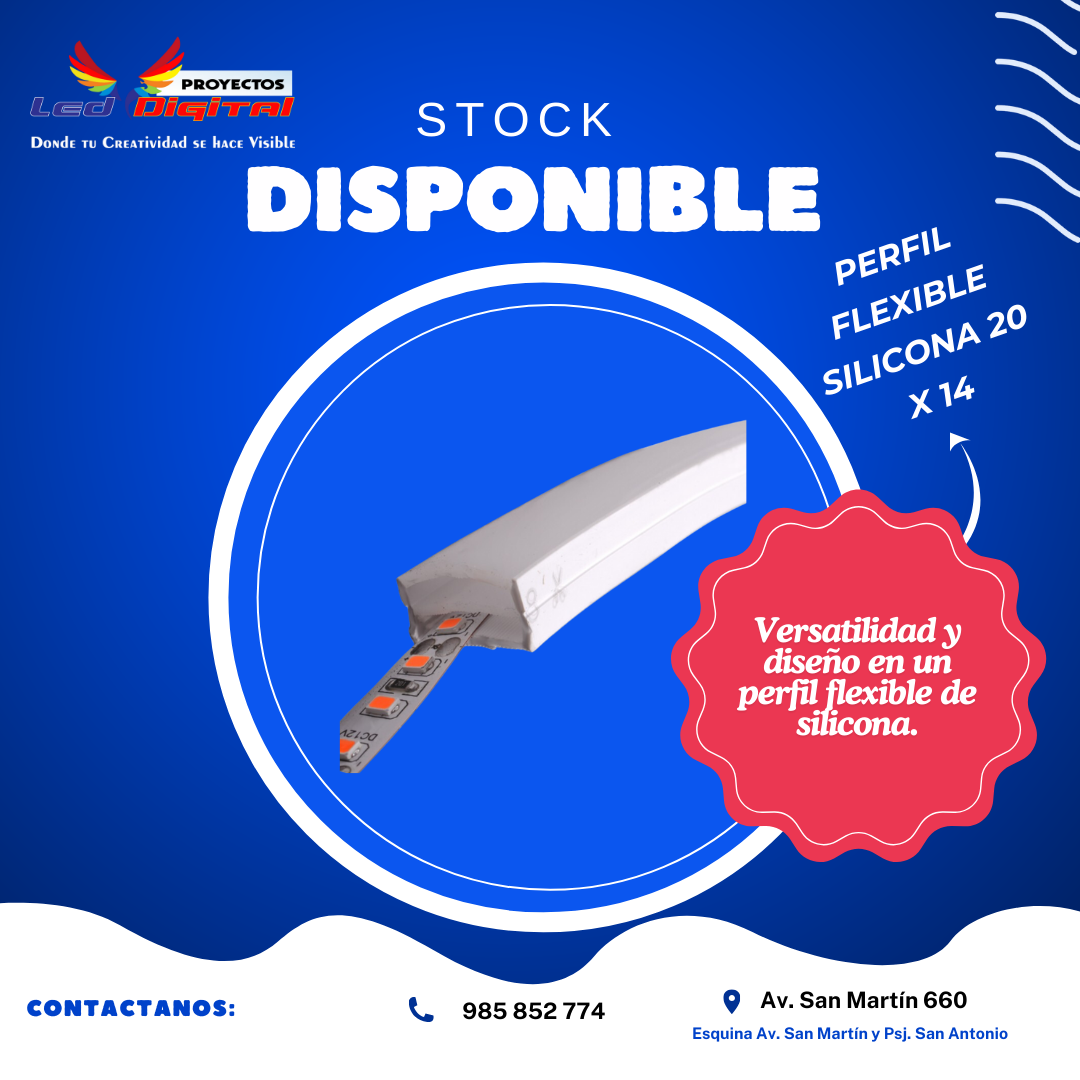 PROYECTOS
Led Digital
Donde tu Creatividad se hace Visible
STOCK
DISPONIBLE
PERFIL
FLEXIBLE
SILICONA 20
X 14
DC12V
Versatilidad y
diseño en un
perfil flexible de
silicona.
CONTACTANOS:
985 852 774
Av. San Martín 660
Esquina Av. San Martín y Psj. San Antonio